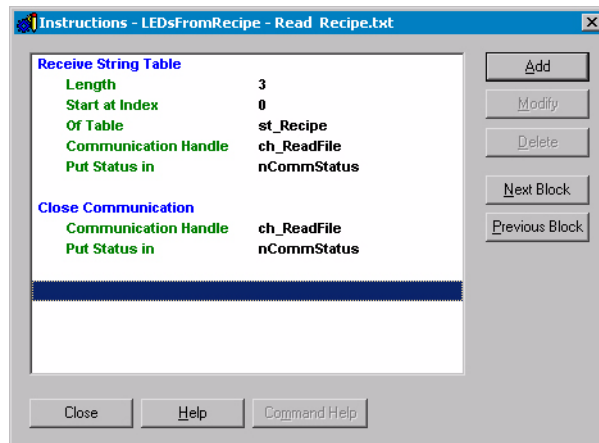 Instructions - LEDsFromRecipe - Read Recipe.txt
Receive String Table
Length 3
Start at Index 0
Of Table st_Recipe
Communication Handle ch_ReadFile
Put Status in nCommStatus
Close Communication
Communication Handle ch_ReadFile
Put Status in nCommStatus
Add
Modify
Delete
Next Block
Previous Block
Close
Help
Command Help